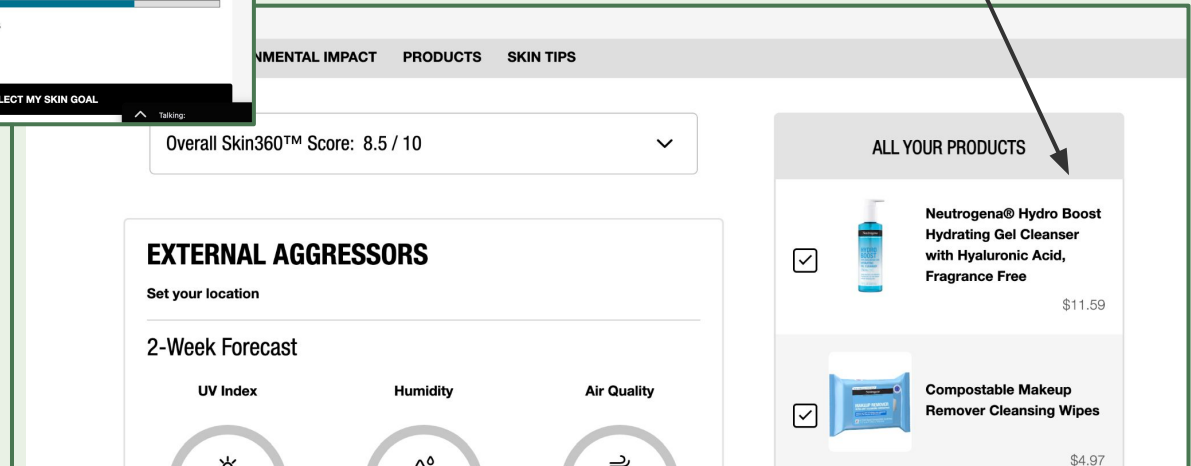 LECT MY SKIN GOAL
Talking:
NMENTAL IMPACT PRODUCTS SKIN TIPS
Overall Skin360™ Score: 8.5 / 10
EXTERNAL AGGRESSORS
Set your location
2-Week Forecast
UV Index Humidity Air Quality
ALL YOUR PRODUCTS
Neutrogena® Hydro Boost
Hydrating Gel Cleanser
with Hyaluronic Acid,
Fragrance Free
$11.59
Compostable Makeup
Remover Cleansing Wipes
$4.97